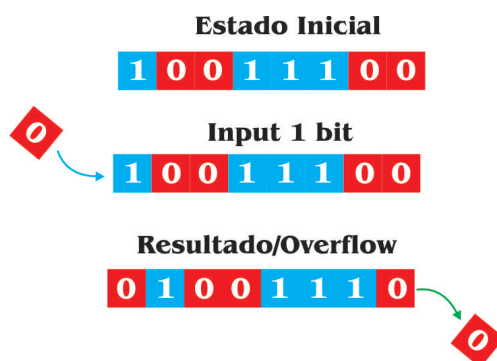 Estado Inicial
1 0 0 1 1 1 0 0
0
Input 1 bit
1 0 0 1 1 1 0 0
Resultado/Overflow
0 1 0 0 1 1 1 0
0